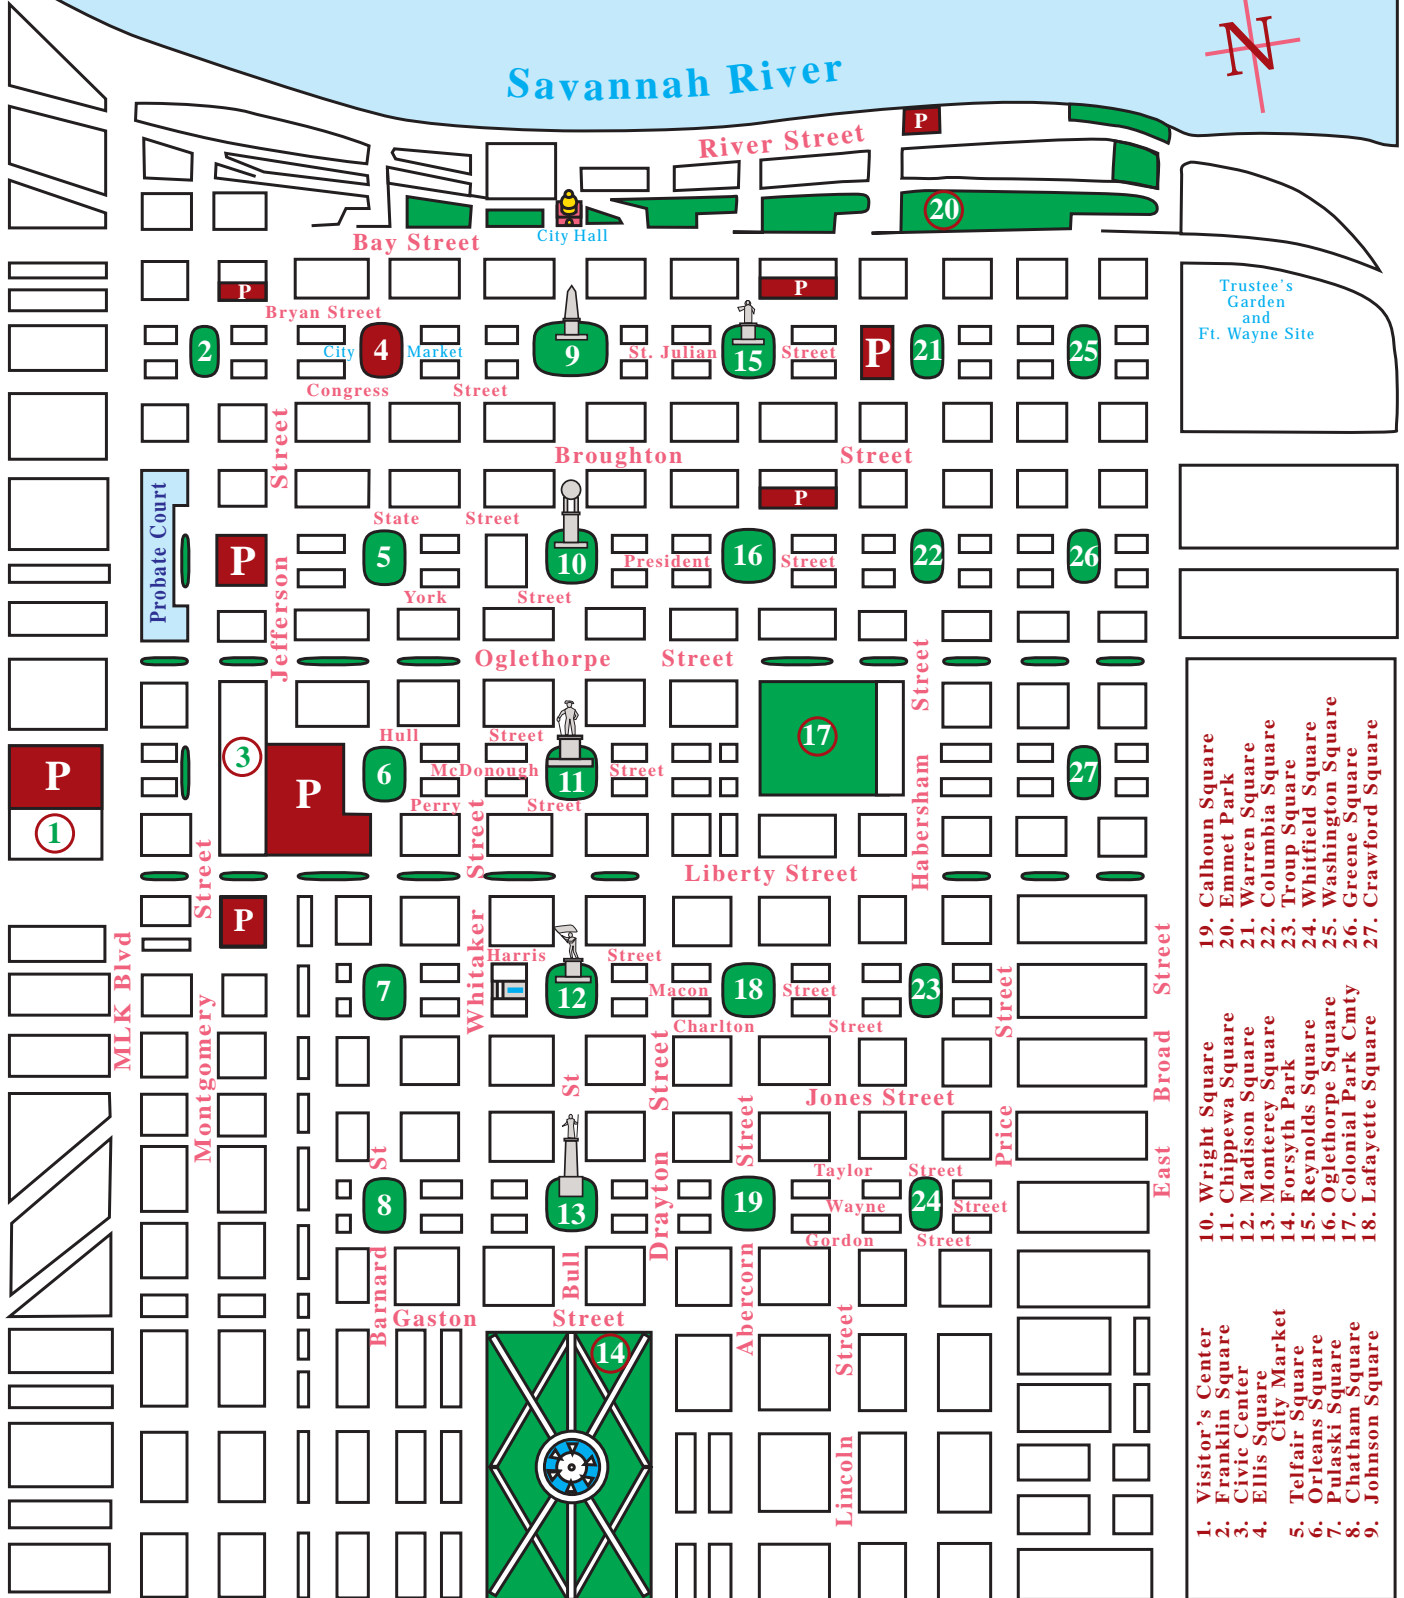 N
Savannah River
P
River Street
20
City Hall
Bay Street
P
P
Trustee's
Garden
and
Ft. Wayne Site
Bryan Street
2
City
4
Market
9
St. Julian
15
Street
P
21
25
Congress
Street
Street
Broughton
Street
P
Probate Court
State
Street
P
5
10
President
16
Street
22
26
York
Street
Jefferson
Oglethorpe
Street
Street
17
Hull
Street
P
3
P
6
McDonough
11
Street
27
Perry
Street
1
Habersham
Street
Street
Liberty Street
P
MLK Blvd
Whitaker
Harris
Street
7
12
Macon
18
Street
23
Street
Street
Charlton
Street
Montgomery
St
Street
Broad
Jones Street
Street
Price
St
East
Taylor
Street
8
13
Drayton
19
Wayne
24
Street
Gordon
Street
Barnard
Bull
Abercorn
Gaston
Street
Street
14
Lincoln
1. Visitor's Center
2. Franklin Square
3. Civic Center
4. Ellis Square
City Market
5. Telfair Square
6. Orleans Square
7. Pulaski Square
8. Chatham Square
9. Johnson Square
10. Wright Square
11. Chippewa Square
12. Madison Square
13. Monterey Square
14. Forsyth Park
15. Reynolds Square
16. Oglethorpe Square
17. Colonial Park Cmty
18. Lafayette Square
19. Calhoun Square
20. Emmet Park
21. Warren Square
22. Columbia Square
23. Troup Square
24. Whitfield Square
25. Washington Square
26. Greene Square
27. Crawford Square